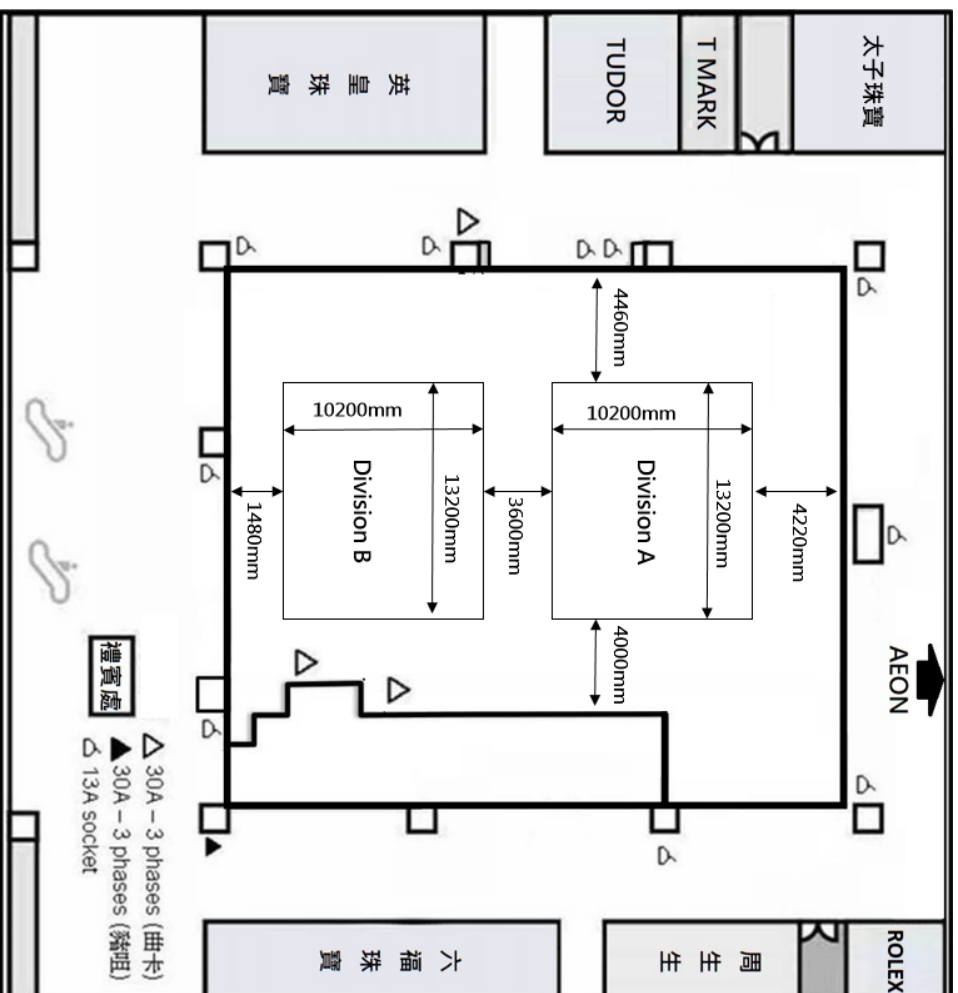 英皇珠寶
TUDOR
T MARK
太子珠寶
4460mm
10200mm
10200mm
Division B
13200mm
Division A
13200mm
1480mm
3600mm
4220mm
4000mm
AEON
禮賓處
30A – 3 phases (曲卡)
30A – 3 phases (豬咀)
13A socket
六福珠寶
周生生
ROLEX